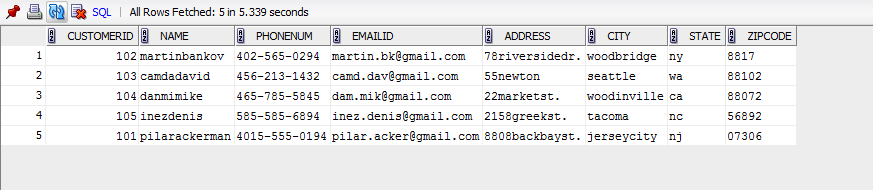 SQL | All Rows Fetched: 5 in 5.339 seconds
CUSTOMERID NAME PHONENUM EMAILID ADDRESS CITY STATE ZIPCODE
1 102 martinbankov 402-565-0294 martin.bk@gmail.com 78riversidedr. woodbridge ny 8817
2 103 camdadavid 456-213-1432 camd.dav@gmail.com 55newton seattle wa 88102
3 104 danmimike 465-785-5845 dam.mik@gmail.com 22marketst. woodinville ca 88072
4 105 inezdenis 585-585-6894 inez.denis@gmail.com 2158greekst. tacoma nc 56892
5 101 pilarackerman 4015-555-0194 pilar.acker@gmail.com 8808backbayst. jerseycity nj 07306